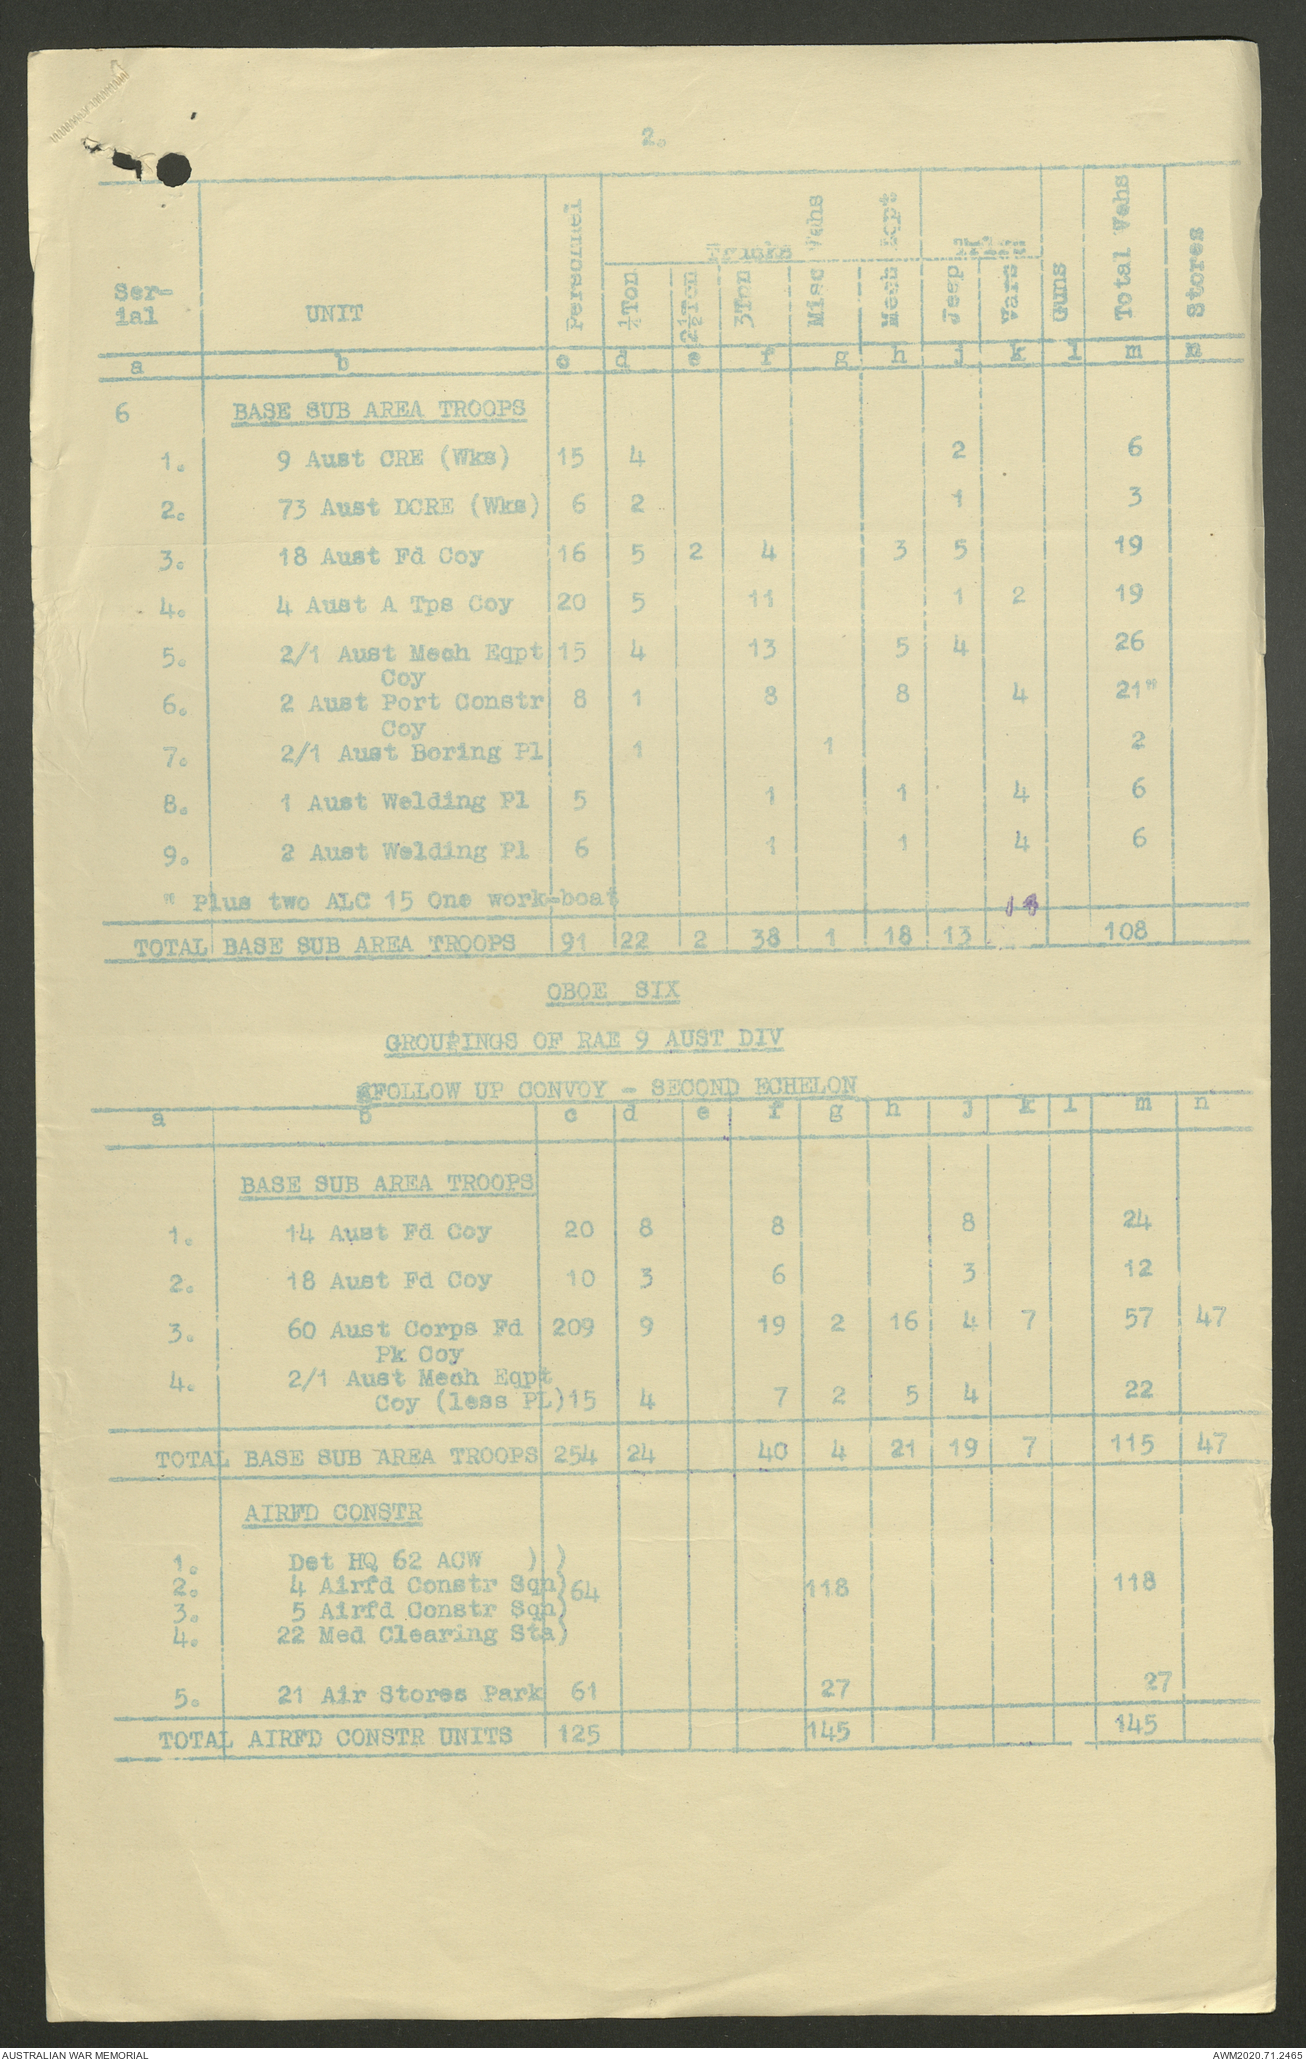 2.
Ser-
ial
UNIT
Personnel
Trucks
¼Ton
2½Ton
3Ton
Misc Vehs
Mech Eqpt
Jeep
Guns
Total Vehs
Stores
a b c d e f g h j k l m n
6 BASE SUB AREA TROOPS
1. 9 Aust CRE (Wks) 15 4 2 6
2. 73 Aust DCRE (Wks) 6 2 1 3
3. 18 Aust Fd Coy 16 5 2 4 3 5 19
4. 4 Aust A Tps Coy 20 5 11 1 2 19
5. 2/1 Aust Mech Eqpt 15 4 13 5 4 26
Coy
6. 2 Aust Port Constr 8 1 8 8 4 21"
Coy
7. 2/1 Aust Boring Pl 1 1 2
8. 1 Aust Welding Pl 5 1 1 4 6
9. 2 Aust Welding Pl 6 1 1 4 6
" Plus two ALC 15 One work-boat
TOTAL BASE SUB AREA TROOPS 91 22 2 38 1 18 13 108
OBOE SIX
GROUPINGS OF RAE 9 AUST DIV
FOLLOW UP CONVOY - SECOND ECHELON
a b c d e f g h j k l m n
BASE SUB AREA TROOPS
1. 14 Aust Fd Coy 20 8 8 8 24
2. 18 Aust Fd Coy 10 3 6 3 12
3. 60 Aust Corps Fd 209 9 19 2 16 4 7 57 47
Pk Coy
4. 2/1 Aust Mech Eqpt
Coy (less PL) 15 4 7 2 5 4 22
TOTAL BASE SUB AREA TROOPS 254 24 40 4 21 19 7 115 47
AIRFD CONSTR
1. Det HQ 62 ACW ) )
2. 4 Airfd Constr Sqn) 64 118 118
3. 5 Airfd Constr Sqn)
4. 22 Med Clearing Sta)
5. 21 Air Stores Park 61 27 27
TOTAL AIRFD CONSTR UNITS 125 145 145
AUSTRALIAN WAR MEMORIAL
AWM2020.71.2465